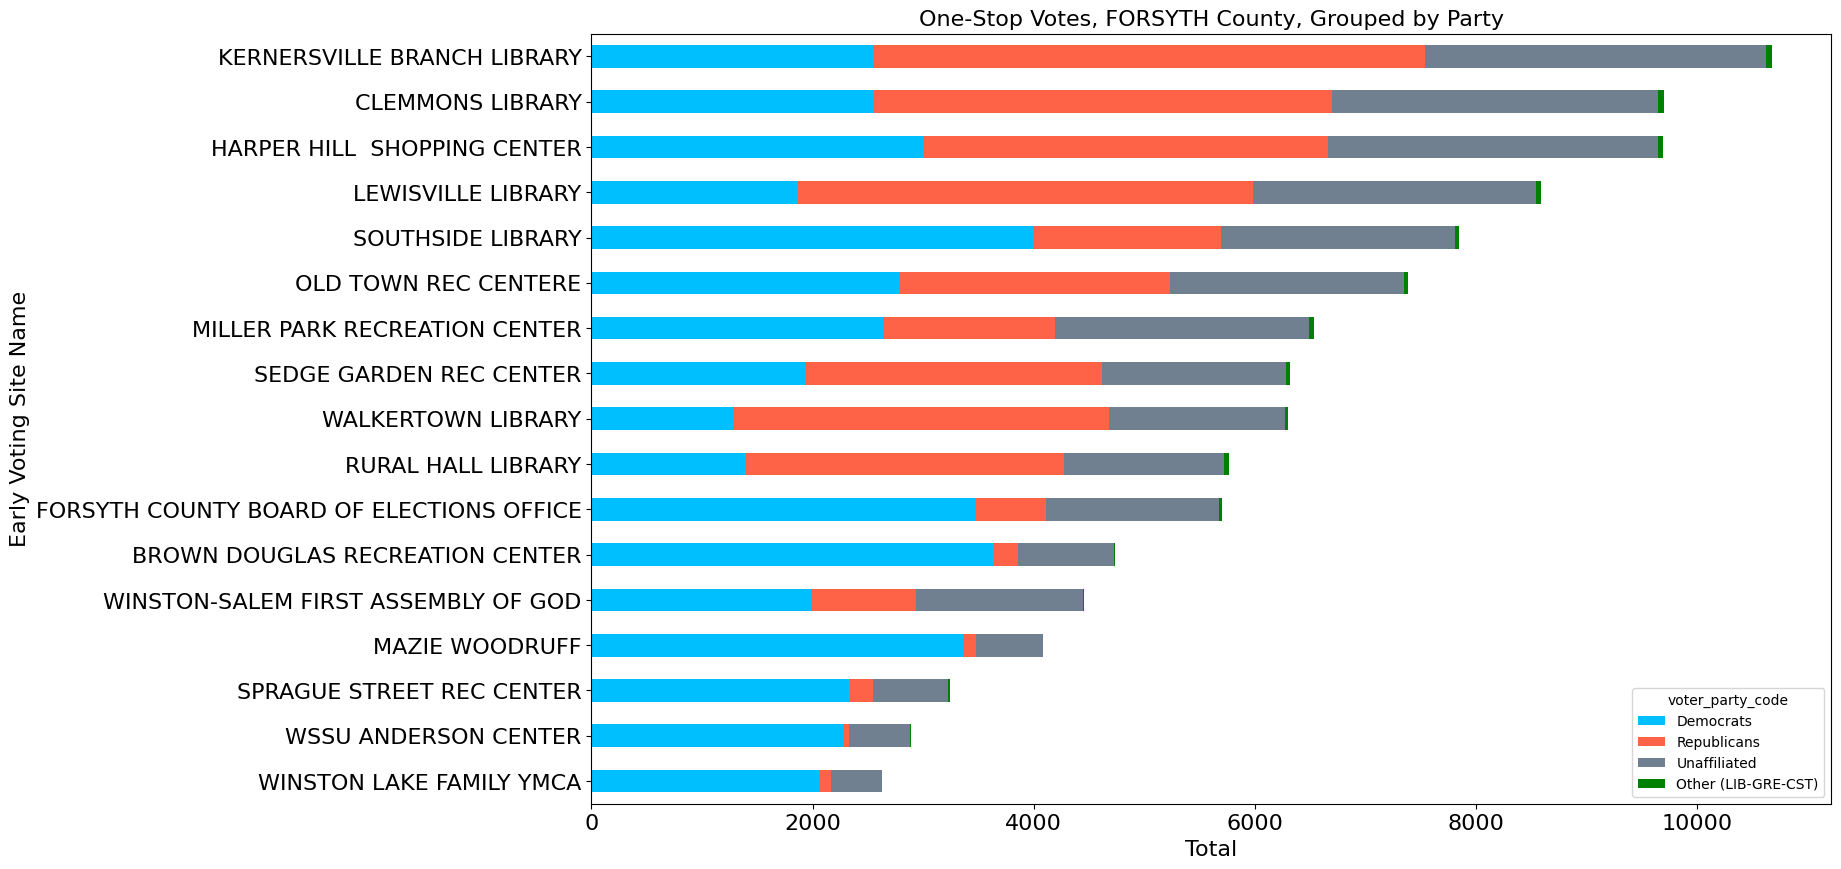 One-Stop Votes, FORSYTH County, Grouped by Party
Early Voting Site Name
KERNERSVILLE BRANCH LIBRARY
CLEMMONS LIBRARY
HARPER HILL  SHOPPING CENTER
LEWISVILLE LIBRARY
SOUTHSIDE LIBRARY
OLD TOWN REC CENTERE
MILLER PARK RECREATION CENTER
SEDGE GARDEN REC CENTER
WALKERTOWN LIBRARY
RURAL HALL LIBRARY
FORSYTH COUNTY BOARD OF ELECTIONS OFFICE
BROWN DOUGLAS RECREATION CENTER
WINSTON-SALEM FIRST ASSEMBLY OF GOD
MAZIE WOODRUFF
SPRAGUE STREET REC CENTER
WSSU ANDERSON CENTER
WINSTON LAKE FAMILY YMCA
voter_party_code
Democrats
Republicans
Unaffiliated
Other (LIB-GRE-CST)
0 2000 4000 6000 8000 10000
Total